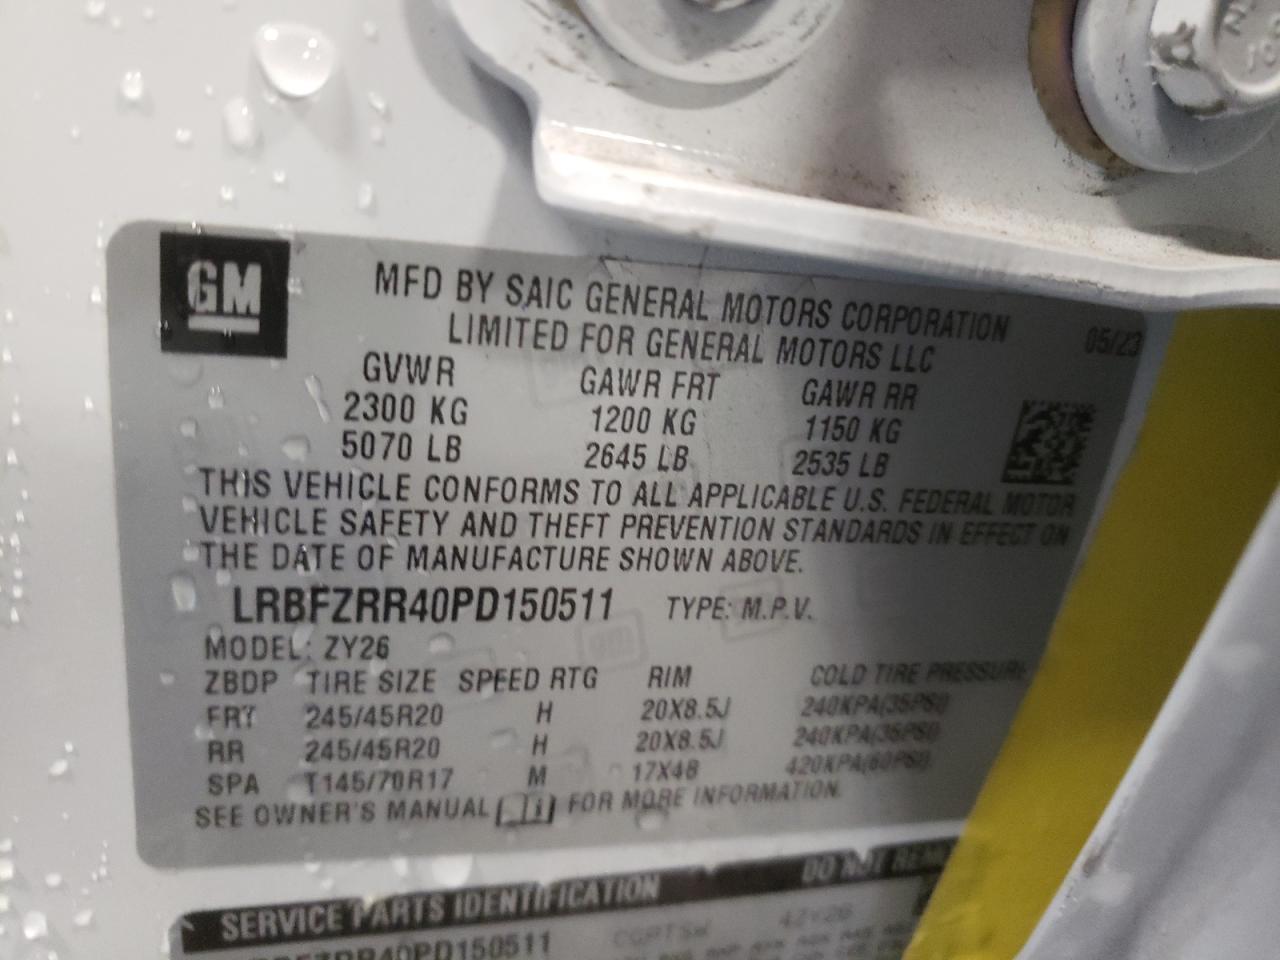 GM
MFD BY SAIC GENERAL MOTORS CORPORATION
LIMITED FOR GENERAL MOTORS LLC
05/23
GVWR GAWR FRT GAWR RR
2300 KG 1200 KG 1150 KG
5070 LB 2645 LB 2535 LB
THIS VEHICLE CONFORMS TO ALL APPLICABLE U.S. FEDERAL MOTOR
VEHICLE SAFETY AND THEFT PREVENTION STANDARDS IN EFFECT ON
THE DATE OF MANUFACTURE SHOWN ABOVE.
LRBFZRR40PD150511 TYPE: M.P.V.
MODEL: ZY26
ZBDP TIRE SIZE SPEED RTG RIM COLD TIRE PRESSURE
FRT 245/45R20 H 20X8.5J 240KPA(35PSI)
RR 245/45R20 H 20X8.5J 240KPA(35PSI)
SPA T145/70R17 M 17X4B 420KPA(60PSI)
SEE OWNER'S MANUAL FOR MORE INFORMATION.
SERVICE PARTS IDENTIFICATION DO NOT
4ZY26